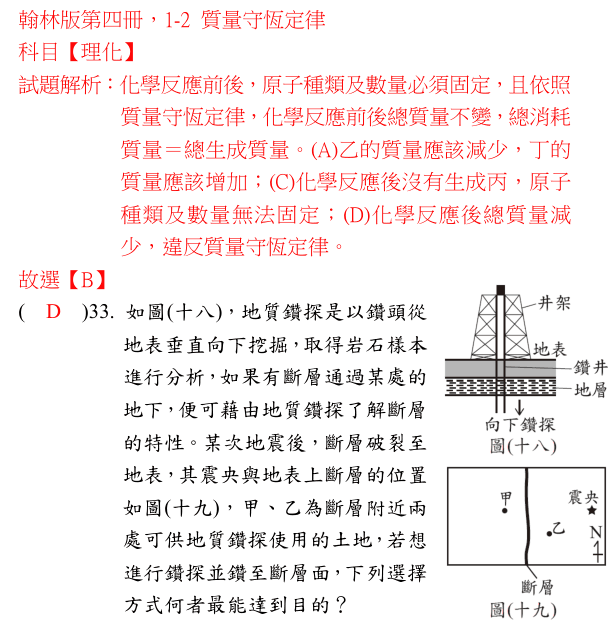 翰林版第四冊，1-2 質量守恆定律
科目【理化】
試題解析：化學反應前後，原子種類及數量必須固定，且依照
質量守恆定律，化學反應前後總質量不變，總消耗
質量＝總生成質量。(A)乙的質量應該減少，丁的
質量應該增加；(C)化學反應後沒有生成丙，原子
種類及數量無法固定；(D)化學反應後總質量減
少，違反質量守恆定律。
故選【B】
( D )33. 如圖(十八)，地質鑽探是以鑽頭從
地表垂直向下挖掘，取得岩石樣本
進行分析，如果有斷層通過某處的
地下，便可藉由地質鑽探了解斷層
的特性。某次地震後，斷層破裂至
地表，其震央與地表上斷層的位置
如圖(十九)，甲、乙為斷層附近兩
處可供地質鑽探使用的土地，若想
進行鑽探並鑽至斷層面，下列選擇
方式何者最能達到目的？
井架
地表
鑽井
地層
向下鑽探
圖(十八)
甲
震央
乙
N
斷層
圖(十九)